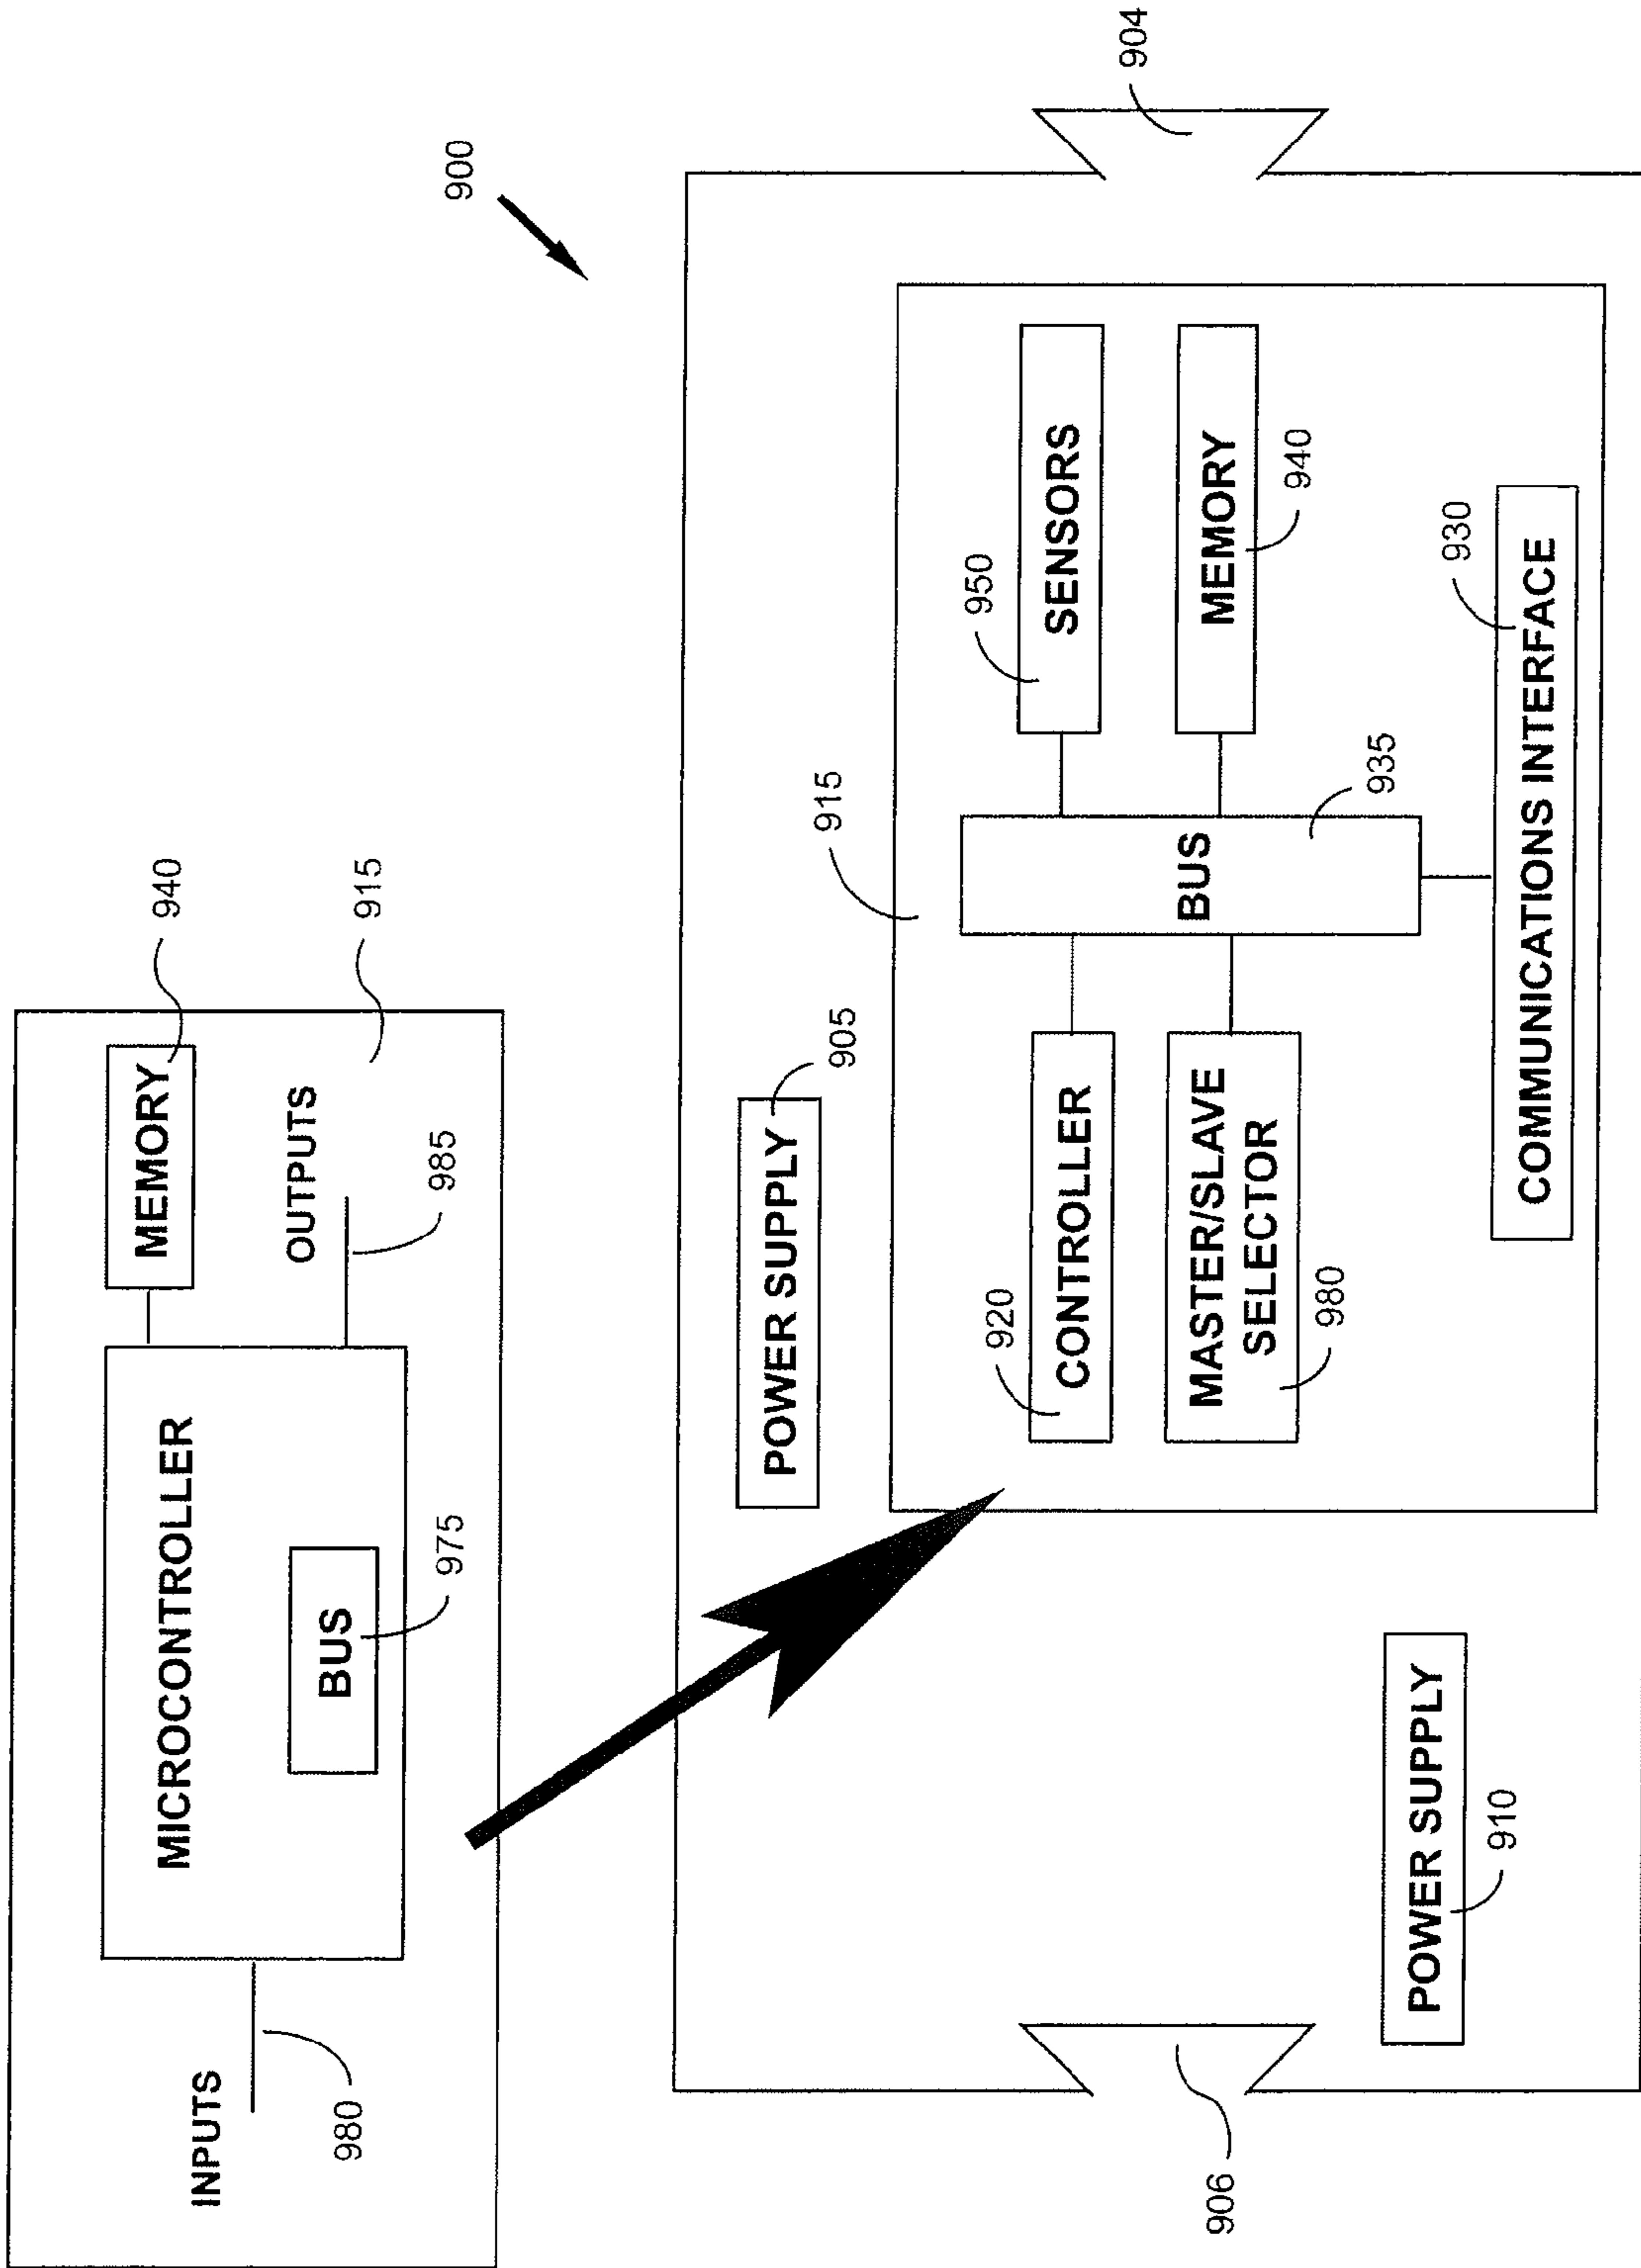 MICROCONTROLLER
MEMORY
940
INPUTS
980
BUS
975
OUTPUTS
985
915
900
POWER SUPPLY
905
915
950
SENSORS
920
CONTROLLER
MEMORY
940
BUS
935
MASTER/SLAVE
SELECTOR
980
904
906
POWER SUPPLY
910
930
COMMUNICATIONS INTERFACE